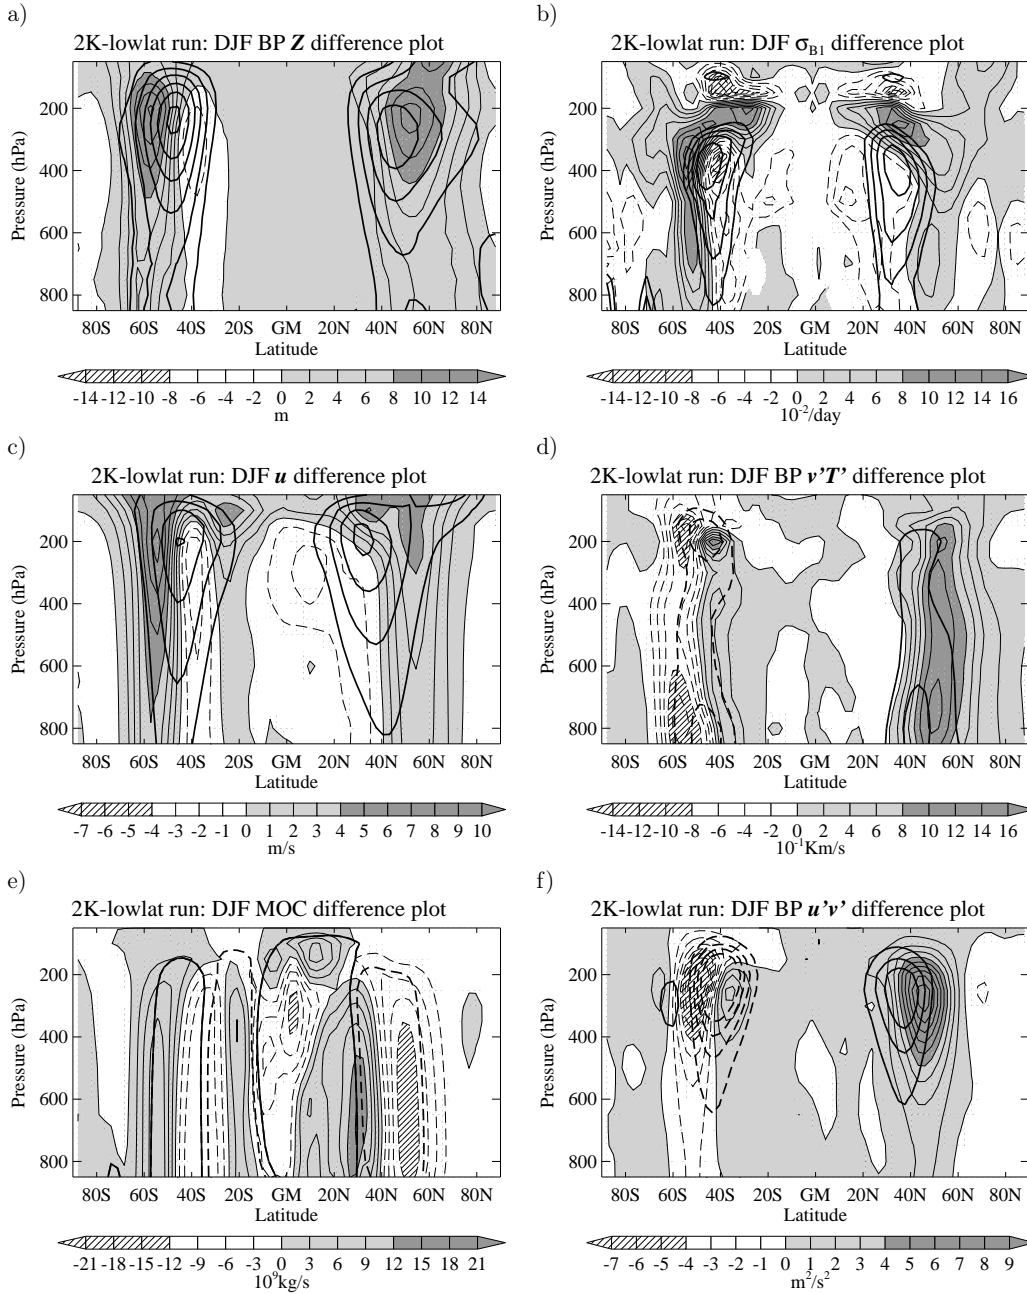 a)
2K-lowlat run: DJF BP Z difference plot
Pressure (hPa)
200
400
600
800
80S 60S 40S 20S GM 20N 40N 60N 80N
Latitude
-14 -12 -10 -8 -6 -4 -2 0 2 4 6 8 10 12 14
m
b)
2K-lowlat run: DJF σB1 difference plot
Pressure (hPa)
200
400
600
800
80S 60S 40S 20S GM 20N 40N 60N 80N
Latitude
-14 -12 -10 -8 -6 -4 -2 0 2 4 6 8 10 12 14 16
10-2/day
c)
2K-lowlat run: DJF u difference plot
Pressure (hPa)
200
400
600
800
80S 60S 40S 20S GM 20N 40N 60N 80N
Latitude
-7 -6 -5 -4 -3 -2 -1 0 1 2 3 4 5 6 7 8 9 10
m/s
d)
2K-lowlat run: DJF BP v’T’ difference plot
Pressure (hPa)
200
400
600
800
80S 60S 40S 20S GM 20N 40N 60N 80N
Latitude
-14 -12 -10 -8 -6 -4 -2 0 2 4 6 8 10 12 14 16
10-1Km/s
e)
2K-lowlat run: DJF MOC difference plot
Pressure (hPa)
200
400
600
800
80S 60S 40S 20S GM 20N 40N 60N 80N
Latitude
-21 -18 -15 -12 -9 -6 -3 0 3 6 9 12 15 18 21
10⁹kg/s
f)
2K-lowlat run: DJF BP u’v’ difference plot
Pressure (hPa)
200
400
600
800
80S 60S 40S 20S GM 20N 40N 60N 80N
Latitude
-7 -6 -5 -4 -3 -2 -1 0 1 2 3 4 5 6 7 8 9
m²/s²